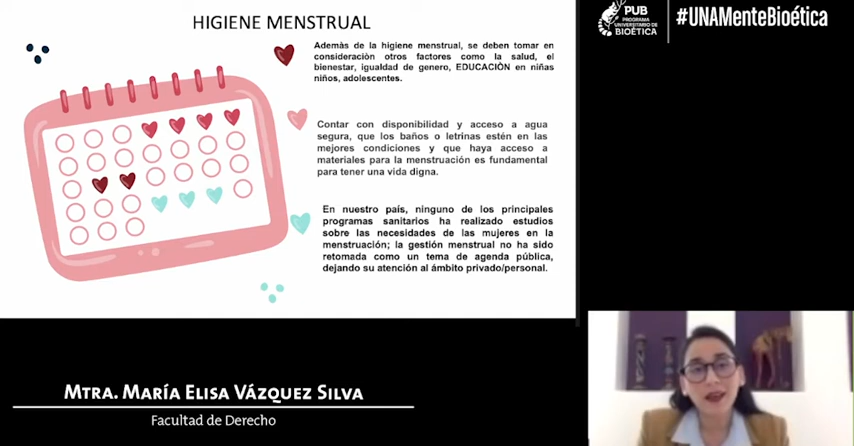 HIGIENE MENSTRUAL
Ademàs de la higiene menstrual, se deben tomar en
consideraciòn otros factores como la salud, el
bienestar, igualdad de genero, EDUCACIÒN en niñas
niños, adolescentes.
Contar con disponibilidad y acceso a agua
segura, que los baños o letrinas estén en las
mejores condiciones y que haya acceso a
materiales para la menstruación es fundamental
para tener una vida digna.
En nuestro país, ninguno de los principales
programas sanitarios ha realizado estudios
sobre las necesidades de las mujeres en la
menstruación; la gestión menstrual no ha sido
retomada como un tema de agenda pública,
dejando su atención al ámbito privado/personal.
PUB
PROGRAMA
UNIVERSITARIO DE
BIOÉTICA
#UNAMenteBioética
Mtra. María Elisa Vázquez Silva
Facultad de Derecho